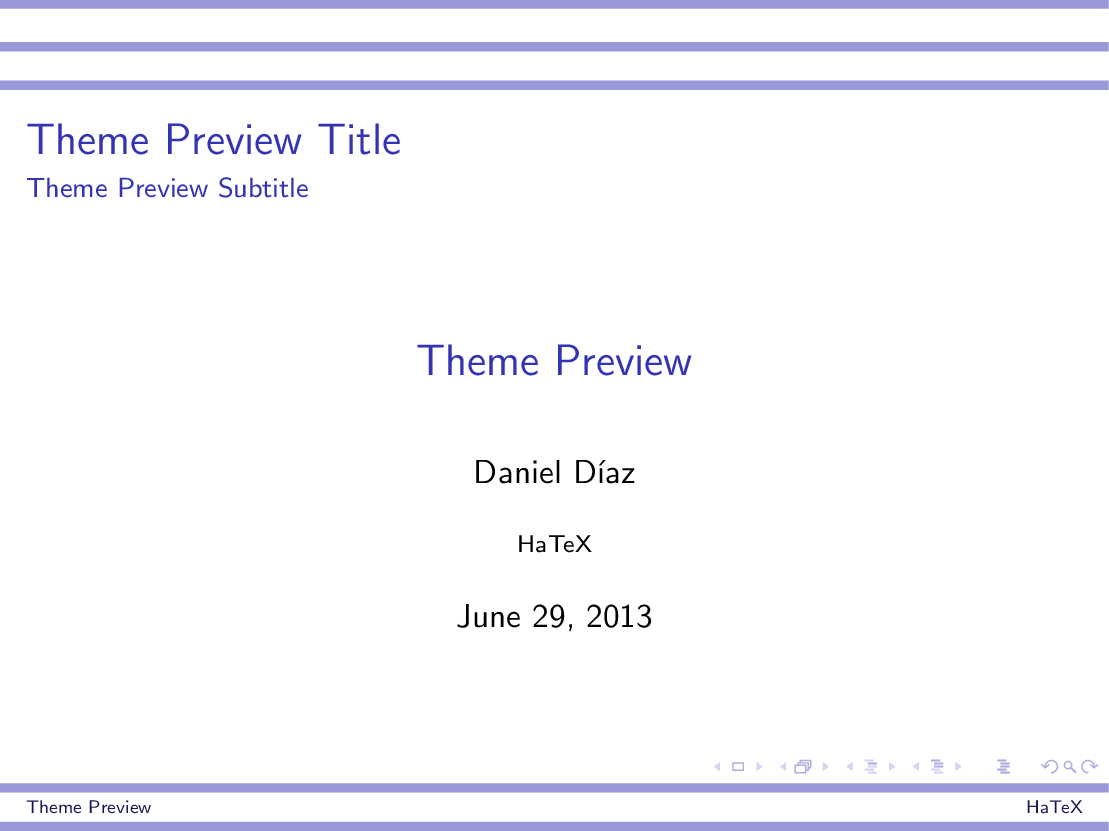 Theme Preview Title
Theme Preview Subtitle
Theme Preview
Daniel Díaz
HaTeX
June 29, 2013
Theme Preview HaTeX